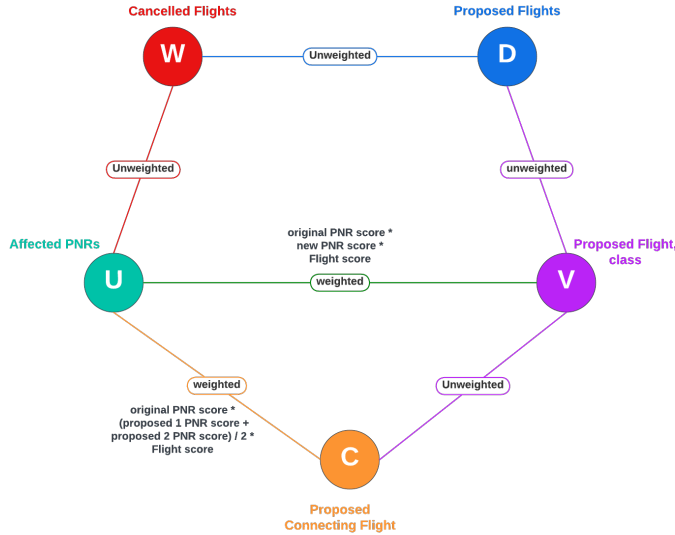 Cancelled Flights
Proposed Flights
W
Unweighted
D
Unweighted
unweighted
Affected PNRs
original PNR score *
new PNR score *
Flight score
Proposed Flight,
class
U
weighted
V
weighted
Unweighted
original PNR score *
(proposed 1 PNR score +
proposed 2 PNR score) / 2 *
Flight score
C
Proposed
Connecting Flight